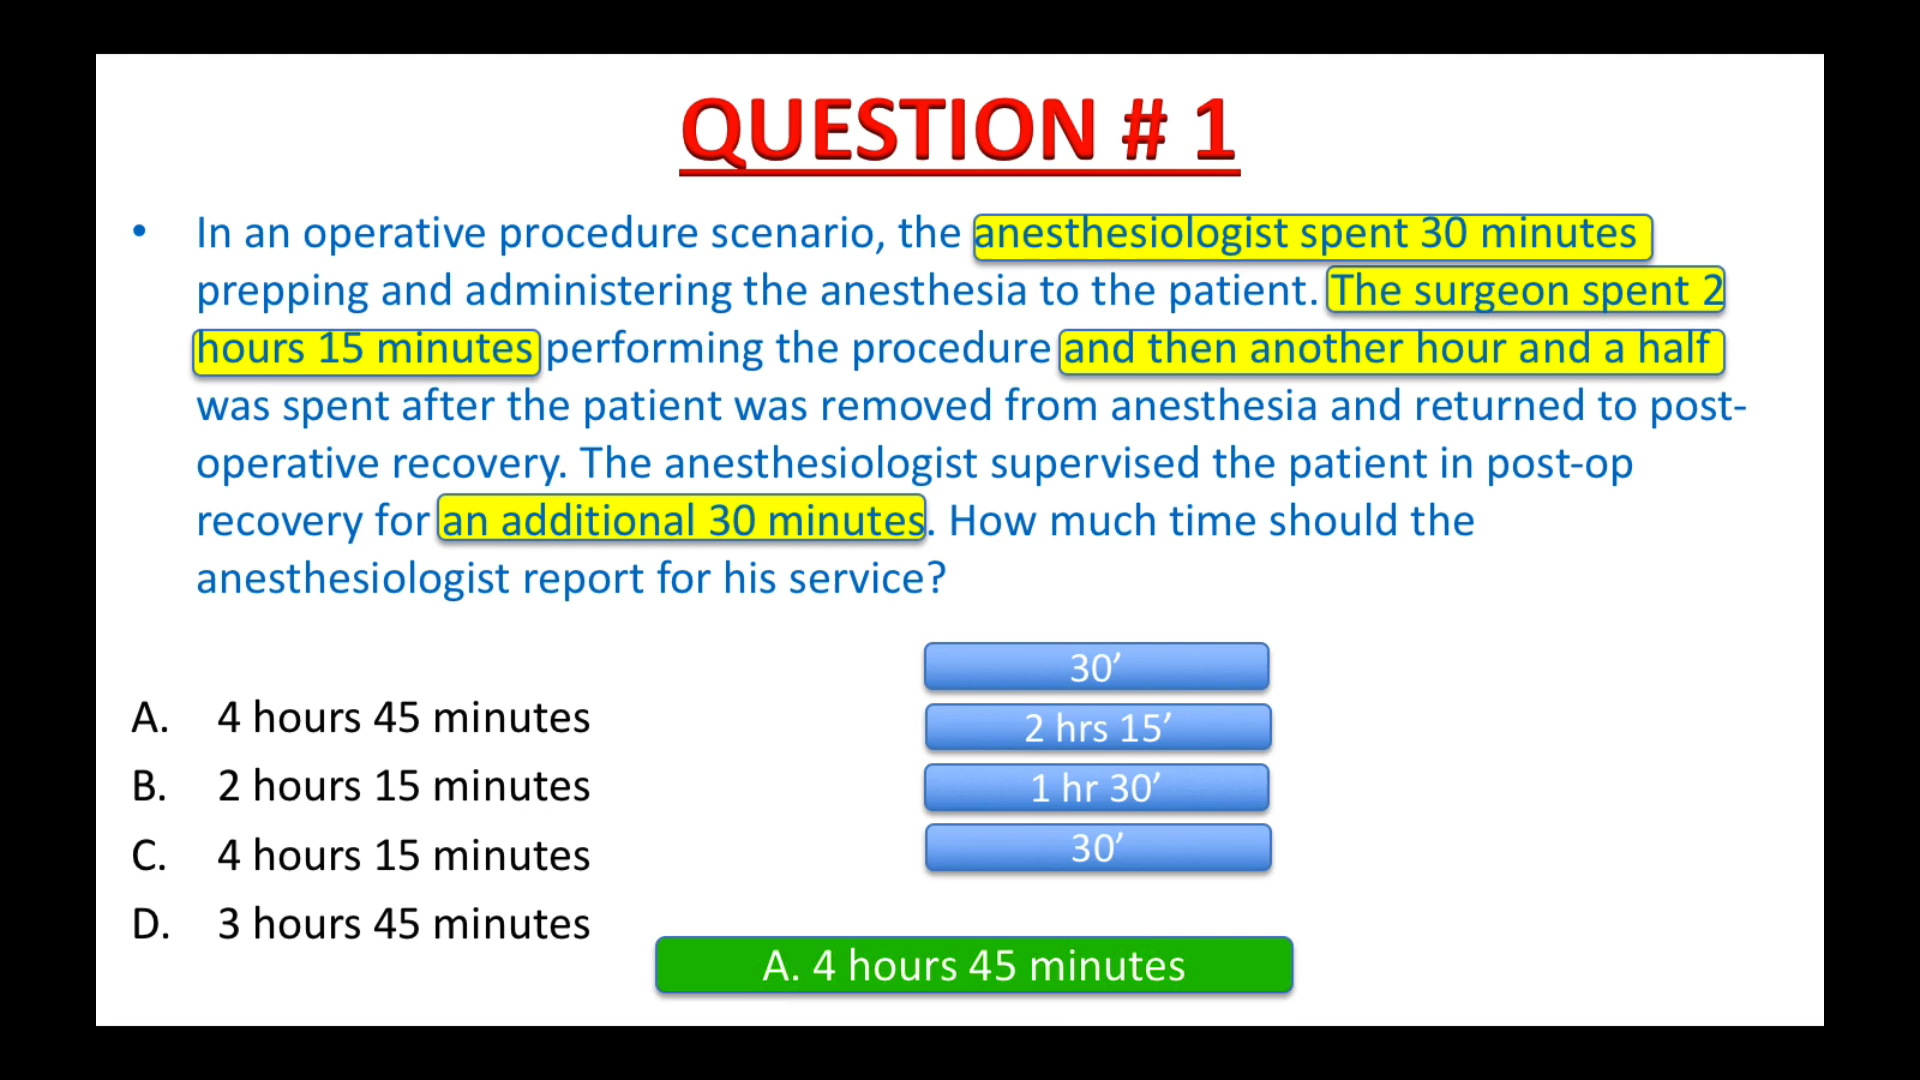 QUESTION # 1
• In an operative procedure scenario, the anesthesiologist spent 30 minutes
prepping and administering the anesthesia to the patient. The surgeon spent 2
hours 15 minutes performing the procedure and then another hour and a half
was spent after the patient was removed from anesthesia and returned to post-
operative recovery. The anesthesiologist supervised the patient in post-op
recovery for an additional 30 minutes. How much time should the
anesthesiologist report for his service?
A. 4 hours 45 minutes
B. 2 hours 15 minutes
C. 4 hours 15 minutes
D. 3 hours 45 minutes
30’
2 hrs 15’
1 hr 30’
30’
A. 4 hours 45 minutes